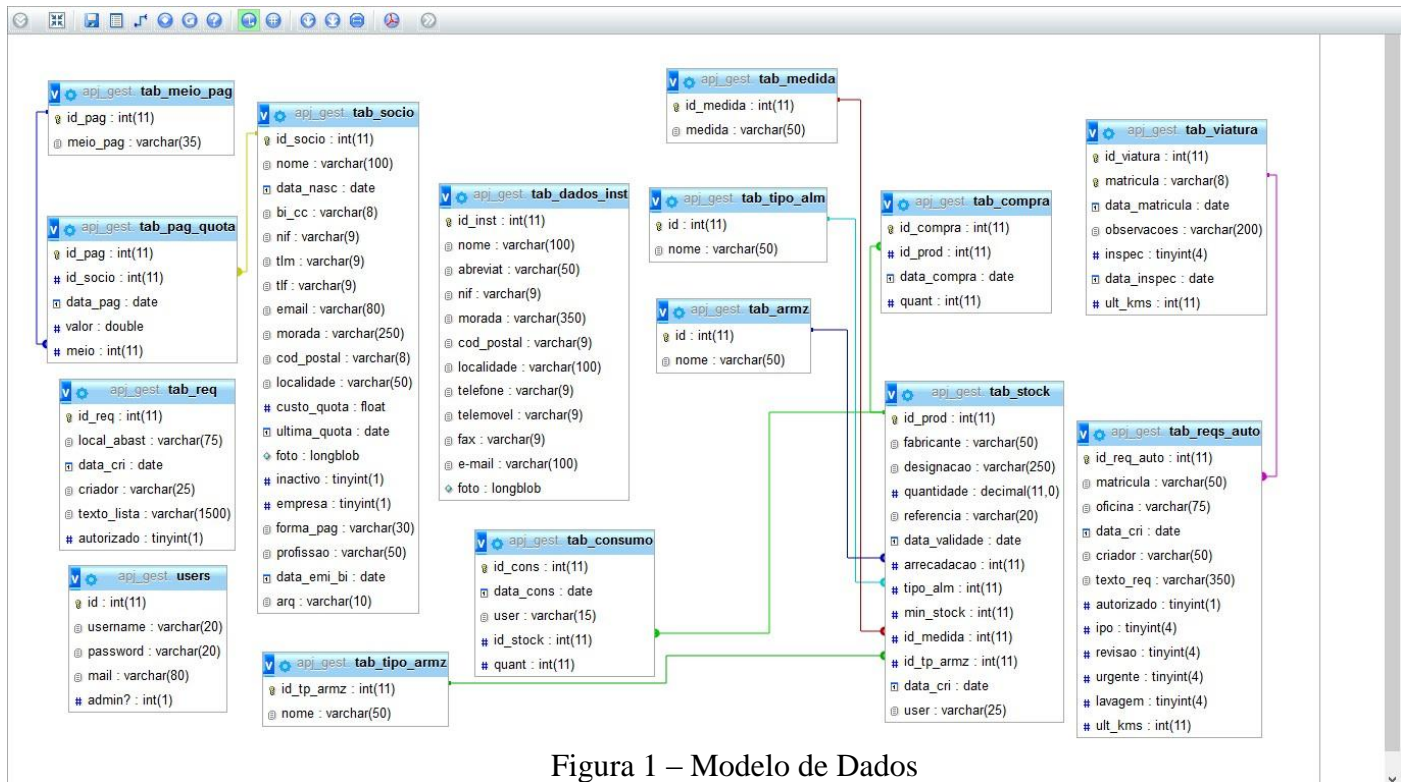 apj_gest tab_meio_pag
id_pag : int(11)
meio_pag : varchar(35)
apj_gest tab_pag_quota
id_pag : int(11)
id_socio : int(11)
data_pag : date
valor : double
meio : int(11)
apj_gest tab_req
id_req : int(11)
local_abast : varchar(75)
data_cri : date
criador : varchar(25)
texto_lista : varchar(1500)
autorizado : tinyint(1)
apj_gest users
id : int(11)
username : varchar(20)
password : varchar(20)
mail : varchar(80)
admin? : int(1)
apj_gest tab_socio
id_socio : int(11)
nome : varchar(100)
data_nasc : date
bi_cc : varchar(8)
nif : varchar(9)
tlm : varchar(9)
tlf : varchar(9)
email : varchar(80)
morada : varchar(250)
cod_postal : varchar(8)
localidade : varchar(50)
custo_quota : float
ultima_quota : date
foto : longblob
inactivo : tinyint(1)
empresa : tinyint(1)
forma_pag : varchar(30)
profissao : varchar(50)
data_emi_bi : date
arq : varchar(10)
apj_gest tab_tipo_armz
id_tp_armz : int(11)
nome : varchar(50)
apj_gest tab_dados_inst
id_inst : int(11)
nome : varchar(100)
abreviat : varchar(50)
nif : varchar(9)
morada : varchar(350)
cod_postal : varchar(9)
localidade : varchar(100)
telefone : varchar(9)
telemovel : varchar(9)
fax : varchar(9)
e-mail : varchar(100)
foto : longblob
apj_gest tab_consumo
id_cons : int(11)
data_cons : date
user : varchar(15)
id_stock : int(11)
quant : int(11)
apj_gest tab_medida
id_medida : int(11)
medida : varchar(50)
apj_gest tab_tipo_alm
id : int(11)
nome : varchar(50)
apj_gest tab_armz
id : int(11)
nome : varchar(50)
apj_gest tab_compra
id_compra : int(11)
id_prod : int(11)
data_compra : date
quant : int(11)
apj_gest tab_stock
id_prod : int(11)
fabricante : varchar(50)
designacao : varchar(250)
quantidade : decimal(11,0)
referencia : varchar(20)
data_validade : date
arrecadacao : int(11)
tipo_alm : int(11)
min_stock : int(11)
id_medida : int(11)
id_tp_armz : int(11)
data_cri : date
user : varchar(25)
apj_gest tab_viatura
id_viatura : int(11)
matricula : varchar(8)
data_matricula : date
observacoes : varchar(200)
inspec : tinyint(4)
data_inspec : date
ult_kms : int(11)
apj_gest tab_reqs_auto
id_req_auto : int(11)
matricula : varchar(50)
oficina : varchar(75)
data_cri : date
criador : varchar(50)
texto_req : varchar(350)
autorizado : tinyint(1)
ipo : tinyint(4)
revisao : tinyint(4)
urgente : tinyint(4)
lavagem : tinyint(4)
ult_kms : int(11)
Figura 1 – Modelo de Dados